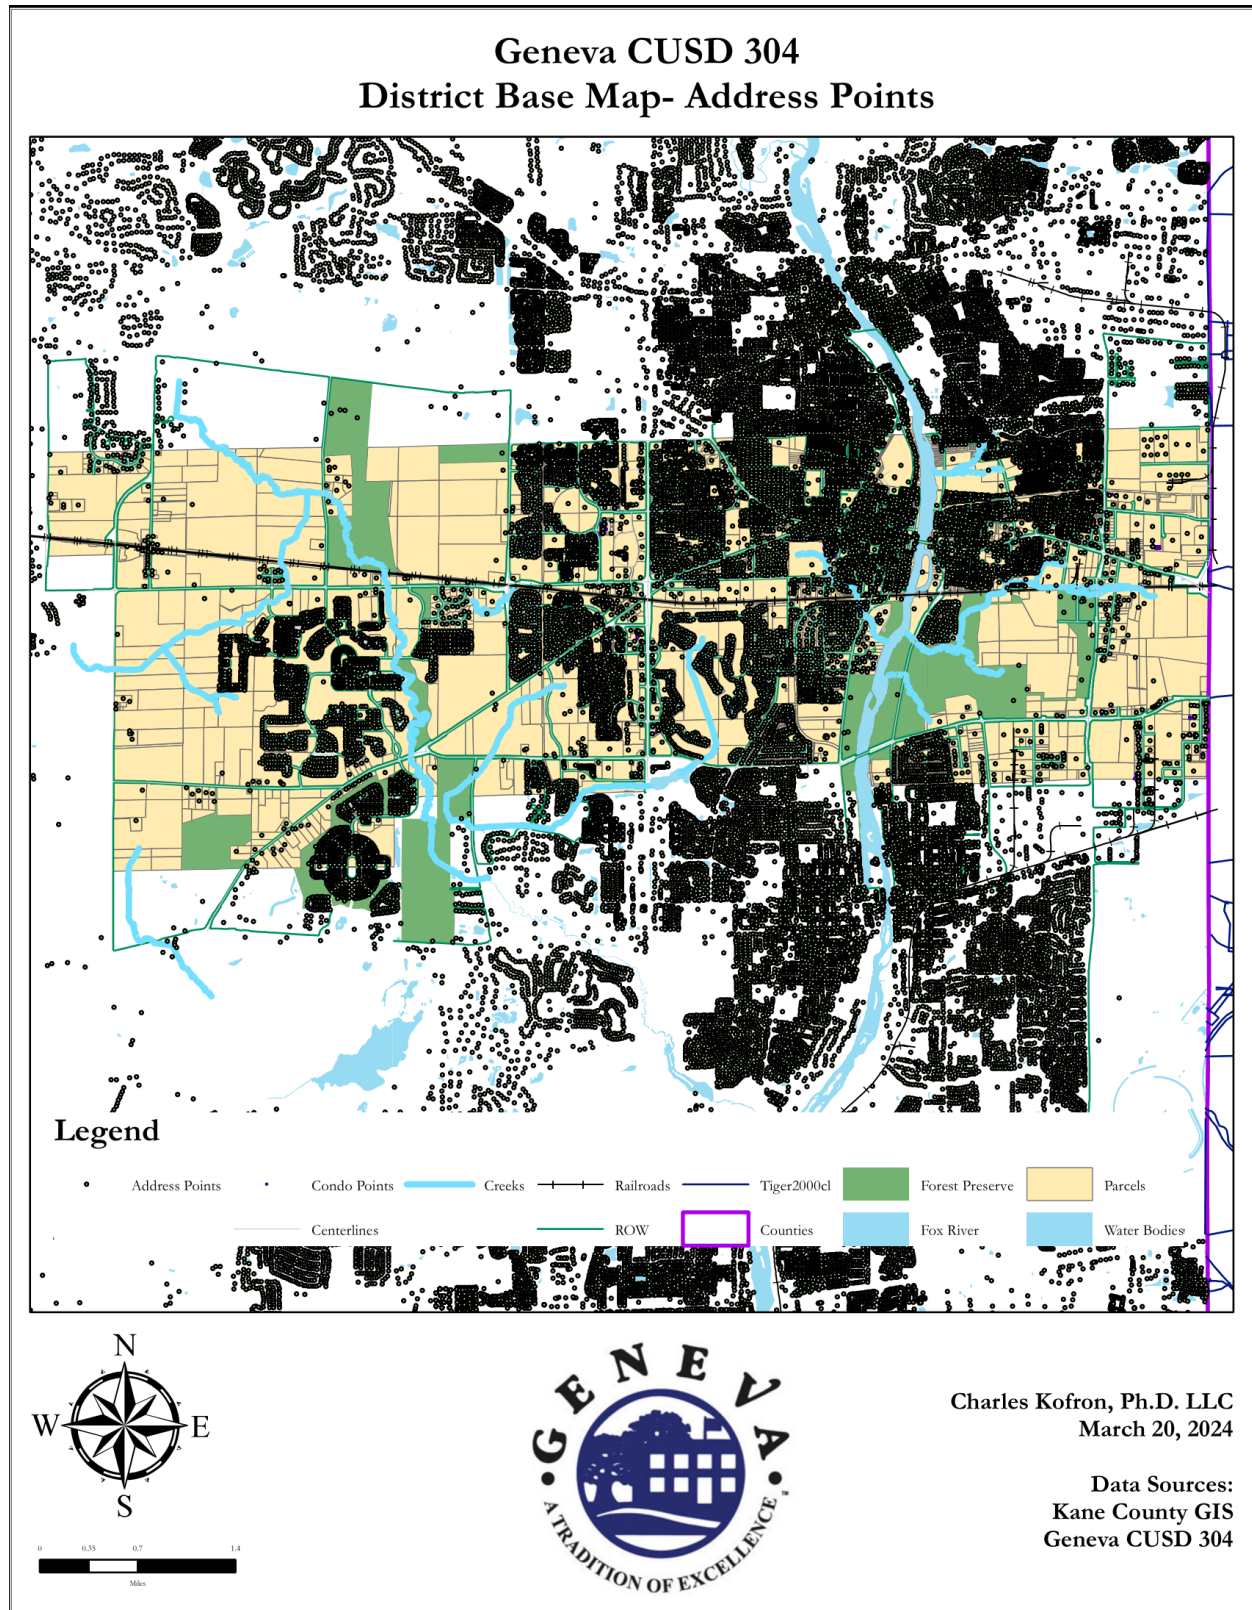 Geneva CUSD 304
District Base Map- Address Points
Legend
Address Points
Condo Points
Creeks
Railroads
Tiger2000cl
Forest Preserve
Parcels
Centerlines
ROW
Counties
Fox River
Water Bodies
N
W E
S
0 0.35 0.7 1.4
Miles
GENEVA
A TRADITION OF EXCELLENCE
Charles Kofron, Ph.D. LLC
March 20, 2024
Data Sources:
Kane County GIS
Geneva CUSD 304